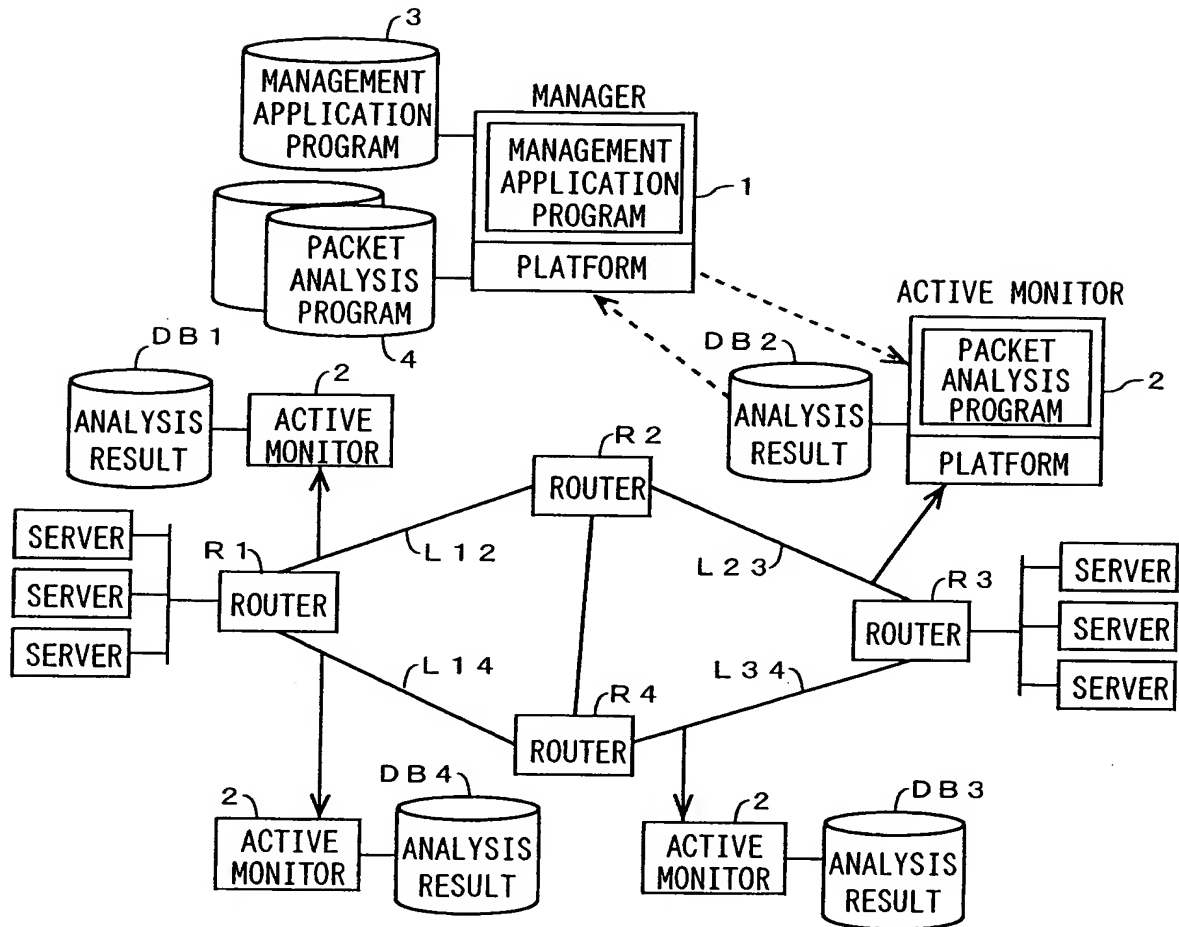 3
MANAGEMENT
APPLICATION
PROGRAM
MANAGER
MANAGEMENT
APPLICATION
PROGRAM
1
PLATFORM
PACKET
ANALYSIS
PROGRAM
4
ACTIVE MONITOR
PACKET
ANALYSIS
PROGRAM
2
PLATFORM
DB2
ANALYSIS
RESULT
DB1
ANALYSIS
RESULT
2
ACTIVE
MONITOR
R2
ROUTER
SERVER
SERVER
SERVER
R1
ROUTER
L12
L23
R3
ROUTER
SERVER
SERVER
SERVER
L14
L34
R4
ROUTER
2
ACTIVE
MONITOR
DB4
ANALYSIS
RESULT
2
ACTIVE
MONITOR
DB3
ANALYSIS
RESULT